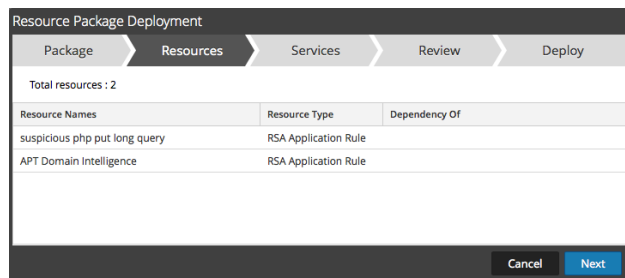 Resource Package Deployment
Package Resources Services Review Deploy
Total resources : 2
Resource Names Resource Type Dependency Of
suspicious php put long query RSA Application Rule
APT Domain Intelligence RSA Application Rule
Cancel Next